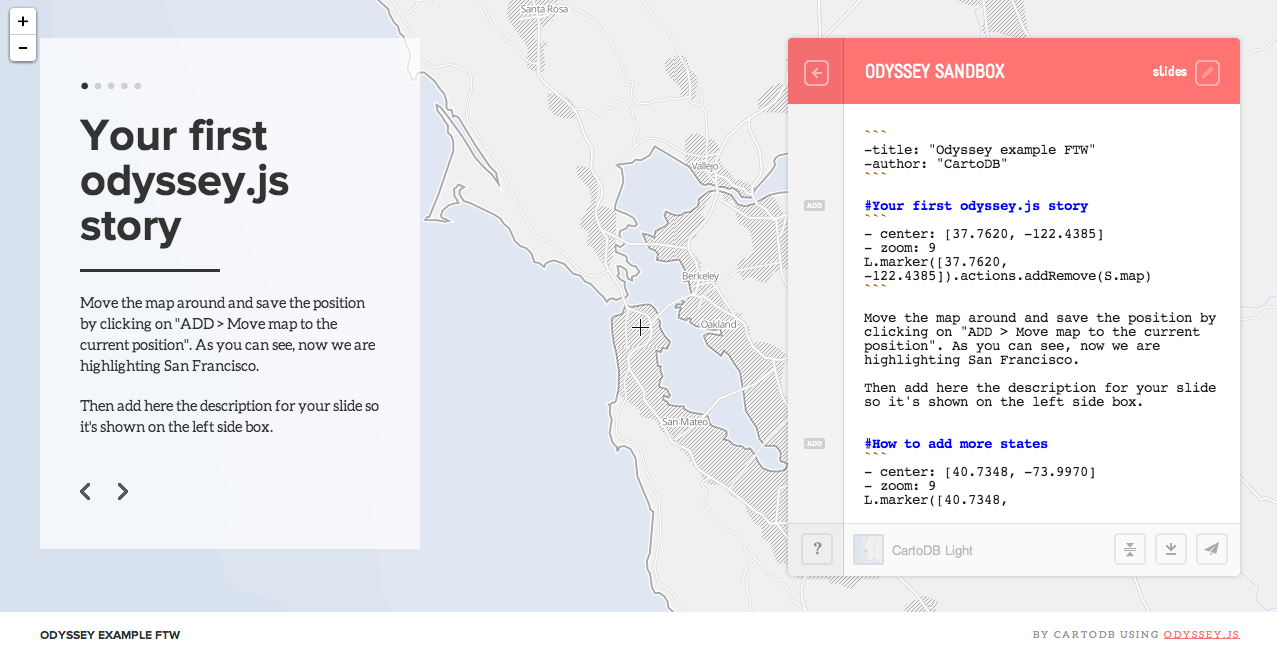 +
−
Santa Rosa
Vallejo
Berkeley
Oakland
San Mateo
Your first
odyssey.js
story
Move the map around and save the position
by clicking on "ADD > Move map to the
current position". As you can see, now we are
highlighting San Francisco.
Then add here the description for your slide so
it's shown on the left side box.
ODYSSEY SANDBOX
slides
```
-title: "Odyssey example FTW"
-author: "CartoDB"
```
ADD
#Your first odyssey.js story
```
- center: [37.7620, -122.4385]
- zoom: 9
L.marker([37.7620,
-122.4385]).actions.addRemove(S.map)
```
Move the map around and save the position by
clicking on "ADD > Move map to the current
position". As you can see, now we are
highlighting San Francisco.
Then add here the description for your slide
so it's shown on the left side box.
ADD
#How to add more states
```
- center: [40.7348, -73.9970]
- zoom: 9
L.marker([40.7348,
?
CartoDB Light
ODYSSEY EXAMPLE FTW
BY CARTODB USING ODYSSEY.JS